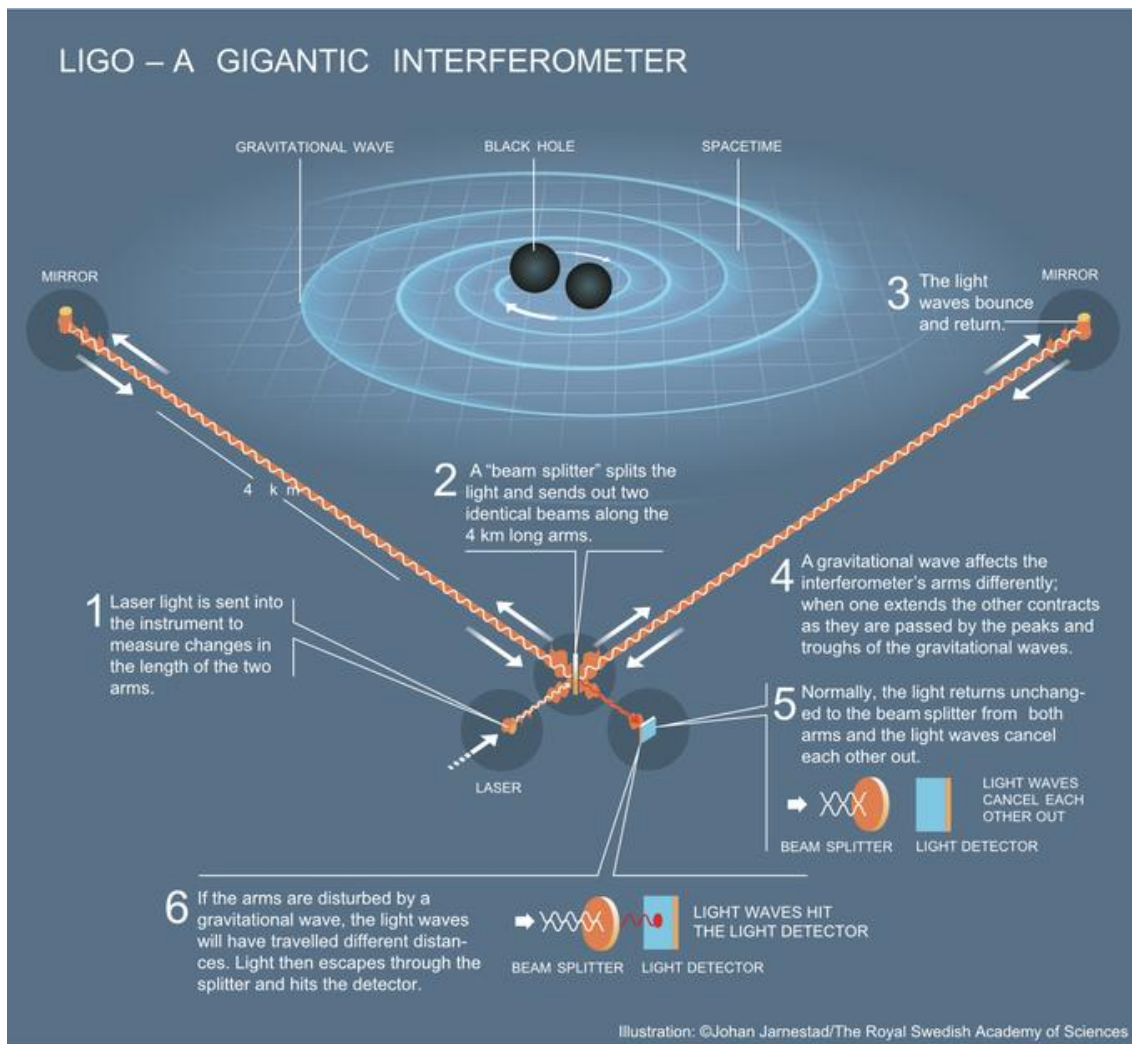 LIGO – A GIGANTIC INTERFEROMETER
GRAVITATIONAL WAVE
BLACK HOLE
SPACETIME
MIRROR
MIRROR
3 The light
waves bounce
and return.
4 km
2 A “beam splitter” splits the
light and sends out two
identical beams along the
4 km long arms.
1 Laser light is sent into
the instrument to
measure changes in
the length of the two
arms.
4 A gravitational wave affects the
interferometer’s arms differently;
when one extends the other contracts
as they are passed by the peaks and
troughs of the gravitational waves.
5 Normally, the light returns unchang-
ed to the beam splitter from both
arms and the light waves cancel
each other out.
LASER
LIGHT WAVES
CANCEL EACH
OTHER OUT
BEAM SPLITTER
LIGHT DETECTOR
6 If the arms are disturbed by a
gravitational wave, the light waves
will have travelled different distan-
ces. Light then escapes through the
splitter and hits the detector.
LIGHT WAVES HIT
THE LIGHT DETECTOR
BEAM SPLITTER
LIGHT DETECTOR
Illustration: ©Johan Jarnestad/The Royal Swedish Academy of Sciences